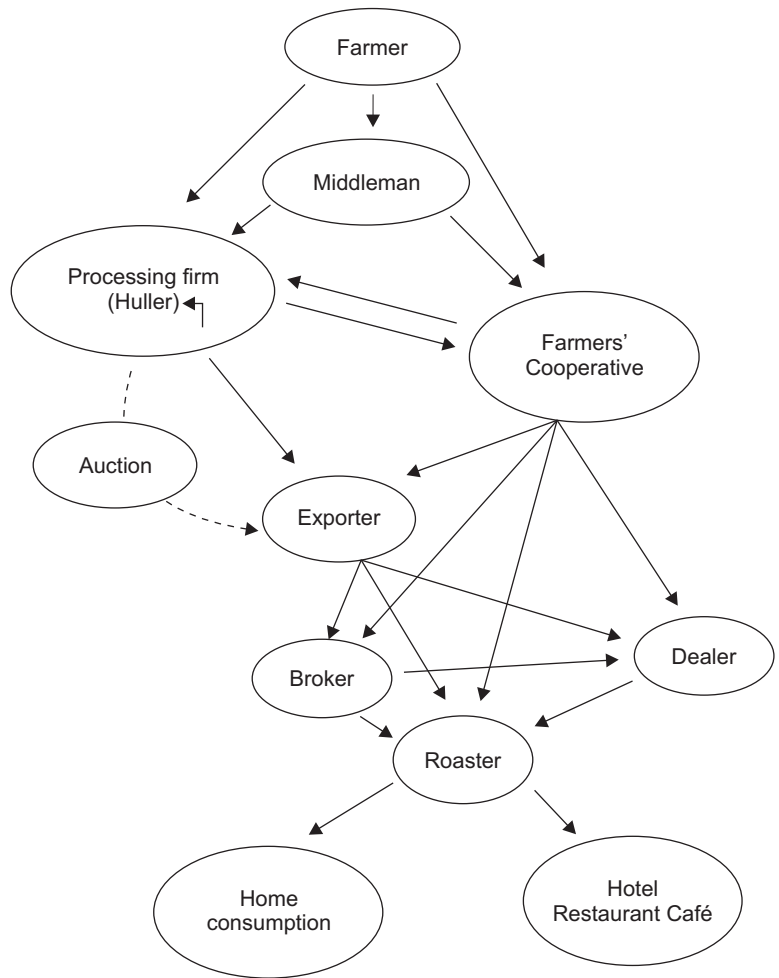 Farmer
Middleman
Processing firm
(Huller)
Farmers’
Cooperative
Auction
Exporter
Broker
Dealer
Roaster
Home
consumption
Hotel
Restaurant Café